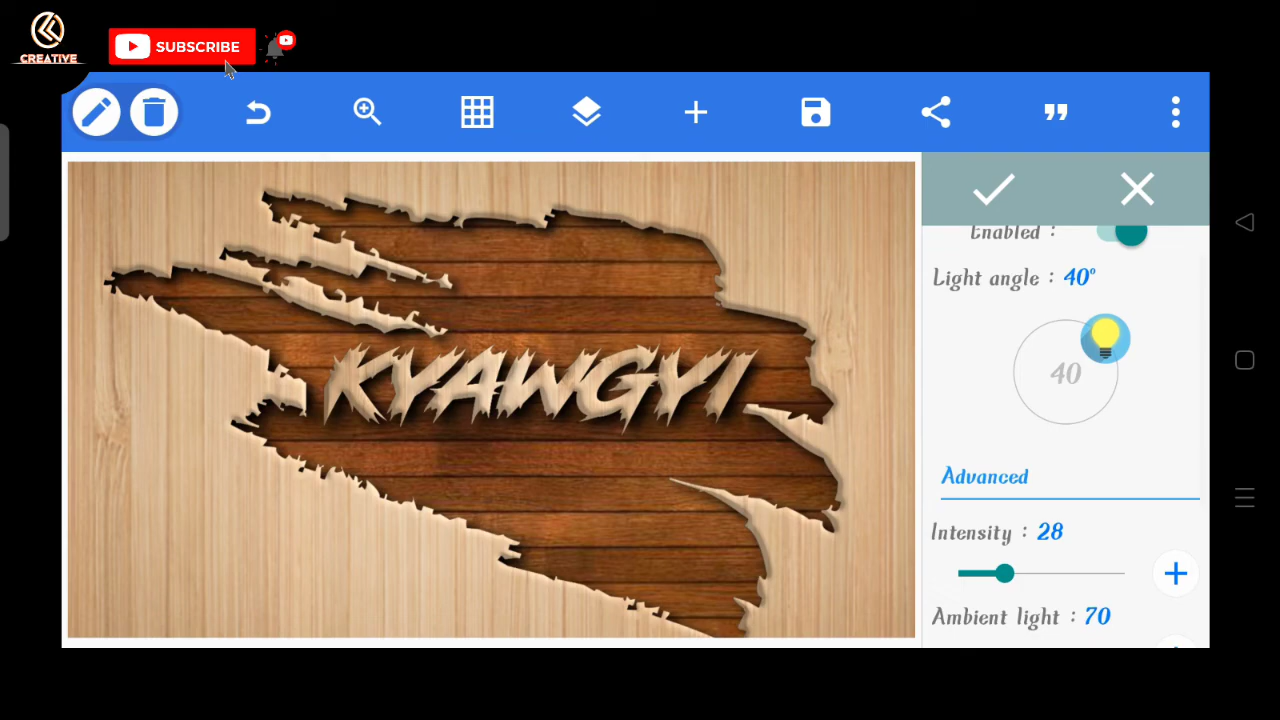 CREATIVE
SUBSCRIBE
Enabled :
Light angle : 40°
40
KYAWGYI
Advanced
Intensity : 28
Ambient light : 70